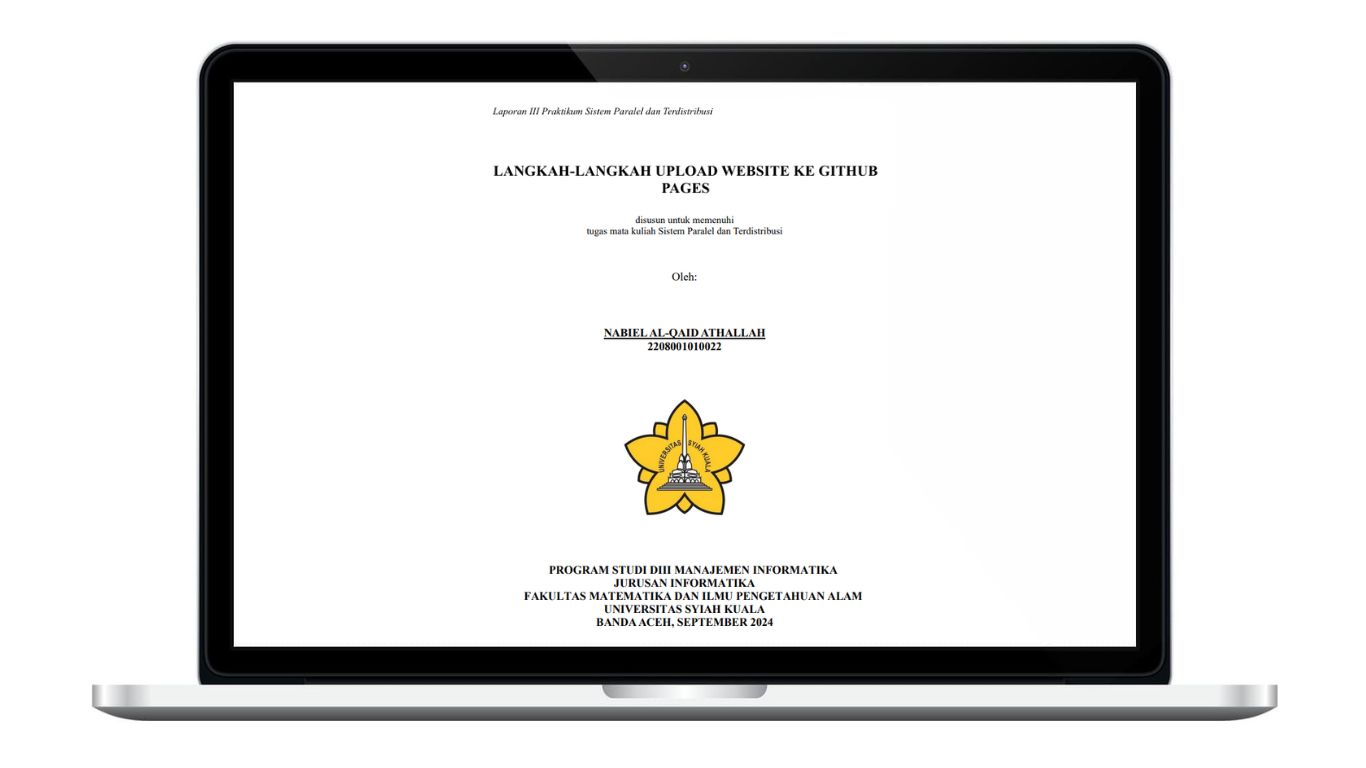 Laporan III Praktikum Sistem Paralel dan Terdistribusi
LANGKAH-LANGKAH UPLOAD WEBSITE KE GITHUB
PAGES
disusun untuk memenuhi
tugas mata kuliah Sistem Paralel dan Terdistribusi
Oleh:
NABIEL AL-QAID ATHALLAH
2208001010022
UNIVERSITAS SYIAH KUALA
PROGRAM STUDI DIII MANAJEMEN INFORMATIKA
JURUSAN INFORMATIKA
FAKULTAS MATEMATIKA DAN ILMU PENGETAHUAN ALAM
UNIVERSITAS SYIAH KUALA
BANDA ACEH, SEPTEMBER 2024